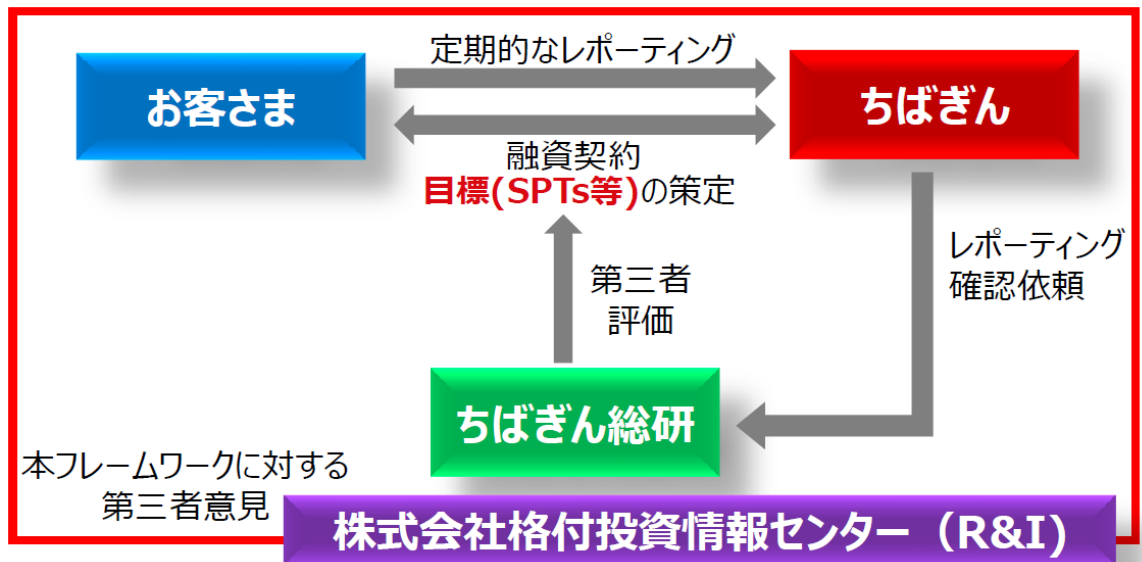 定期的なレポーティング
お客さま
ちばぎん
融資契約
目標(SPTs等)の策定
レポーティング
確認依頼
第三者
評価
ちばぎん総研
本フレームワークに対する
第三者意見
株式会社格付投資情報センター（R&I）